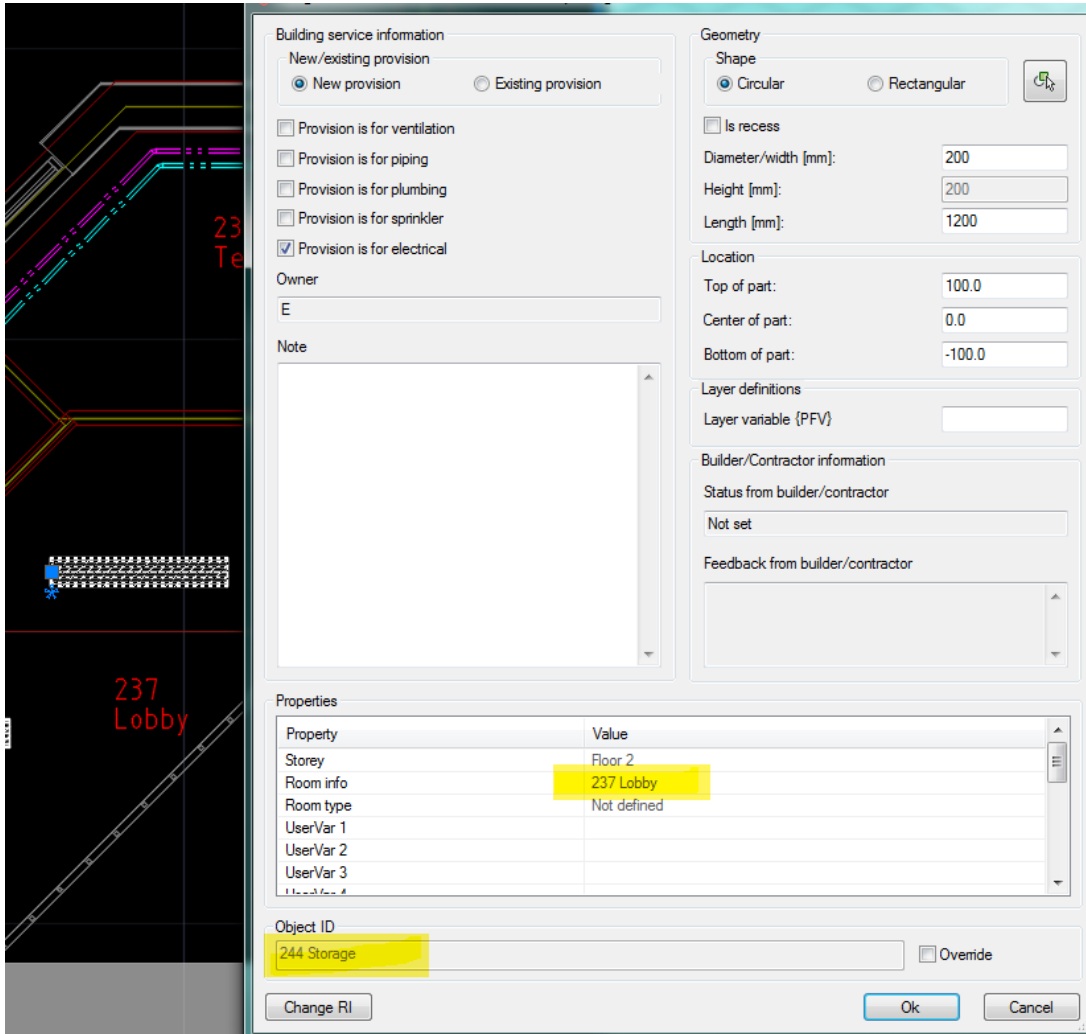 23
Te
237
Lobby
Building service information
New/existing provision
New provision Existing provision
Provision is for ventilation
Provision is for piping
Provision is for plumbing
Provision is for sprinkler
Provision is for electrical
Owner
E
Note
Geometry
Shape
Circular Rectangular
Is recess
Diameter/width [mm]: 200
Height [mm]: 200
Length [mm]: 1200
Location
Top of part: 100.0
Center of part: 0.0
Bottom of part: -100.0
Layer definitions
Layer variable {PFV}
Builder/Contractor information
Status from builder/contractor
Not set
Feedback from builder/contractor
Properties
Property Value
Storey Floor 2
Room info 237 Lobby
Room type Not defined
UserVar 1
UserVar 2
UserVar 3
UserVar 4
Object ID
244 Storage Override
Change RI Ok Cancel